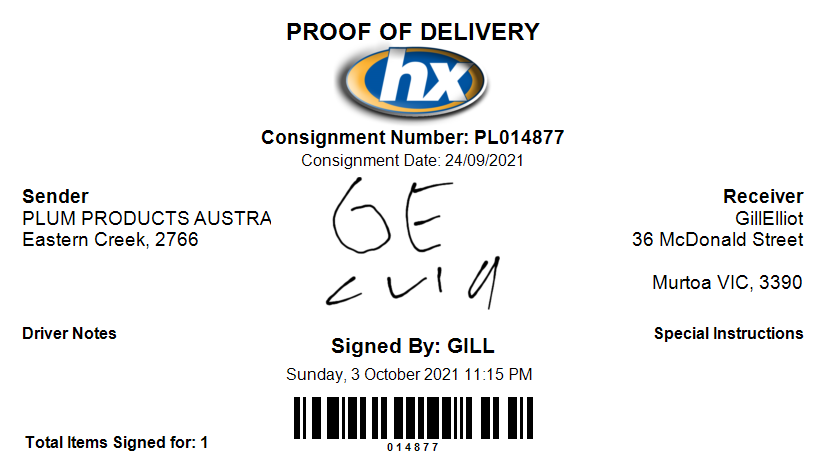 PROOF OF DELIVERY
hx
Consignment Number: PL014877
Consignment Date: 24/09/2021
Sender
PLUM PRODUCTS AUSTRA
Eastern Creek, 2766
GE
cvid
Receiver
GillElliot
36 McDonald Street
Murtoa VIC, 3390
Driver Notes
Special Instructions
Signed By: GILL
Sunday, 3 October 2021 11:15 PM
014877
Total Items Signed for: 1